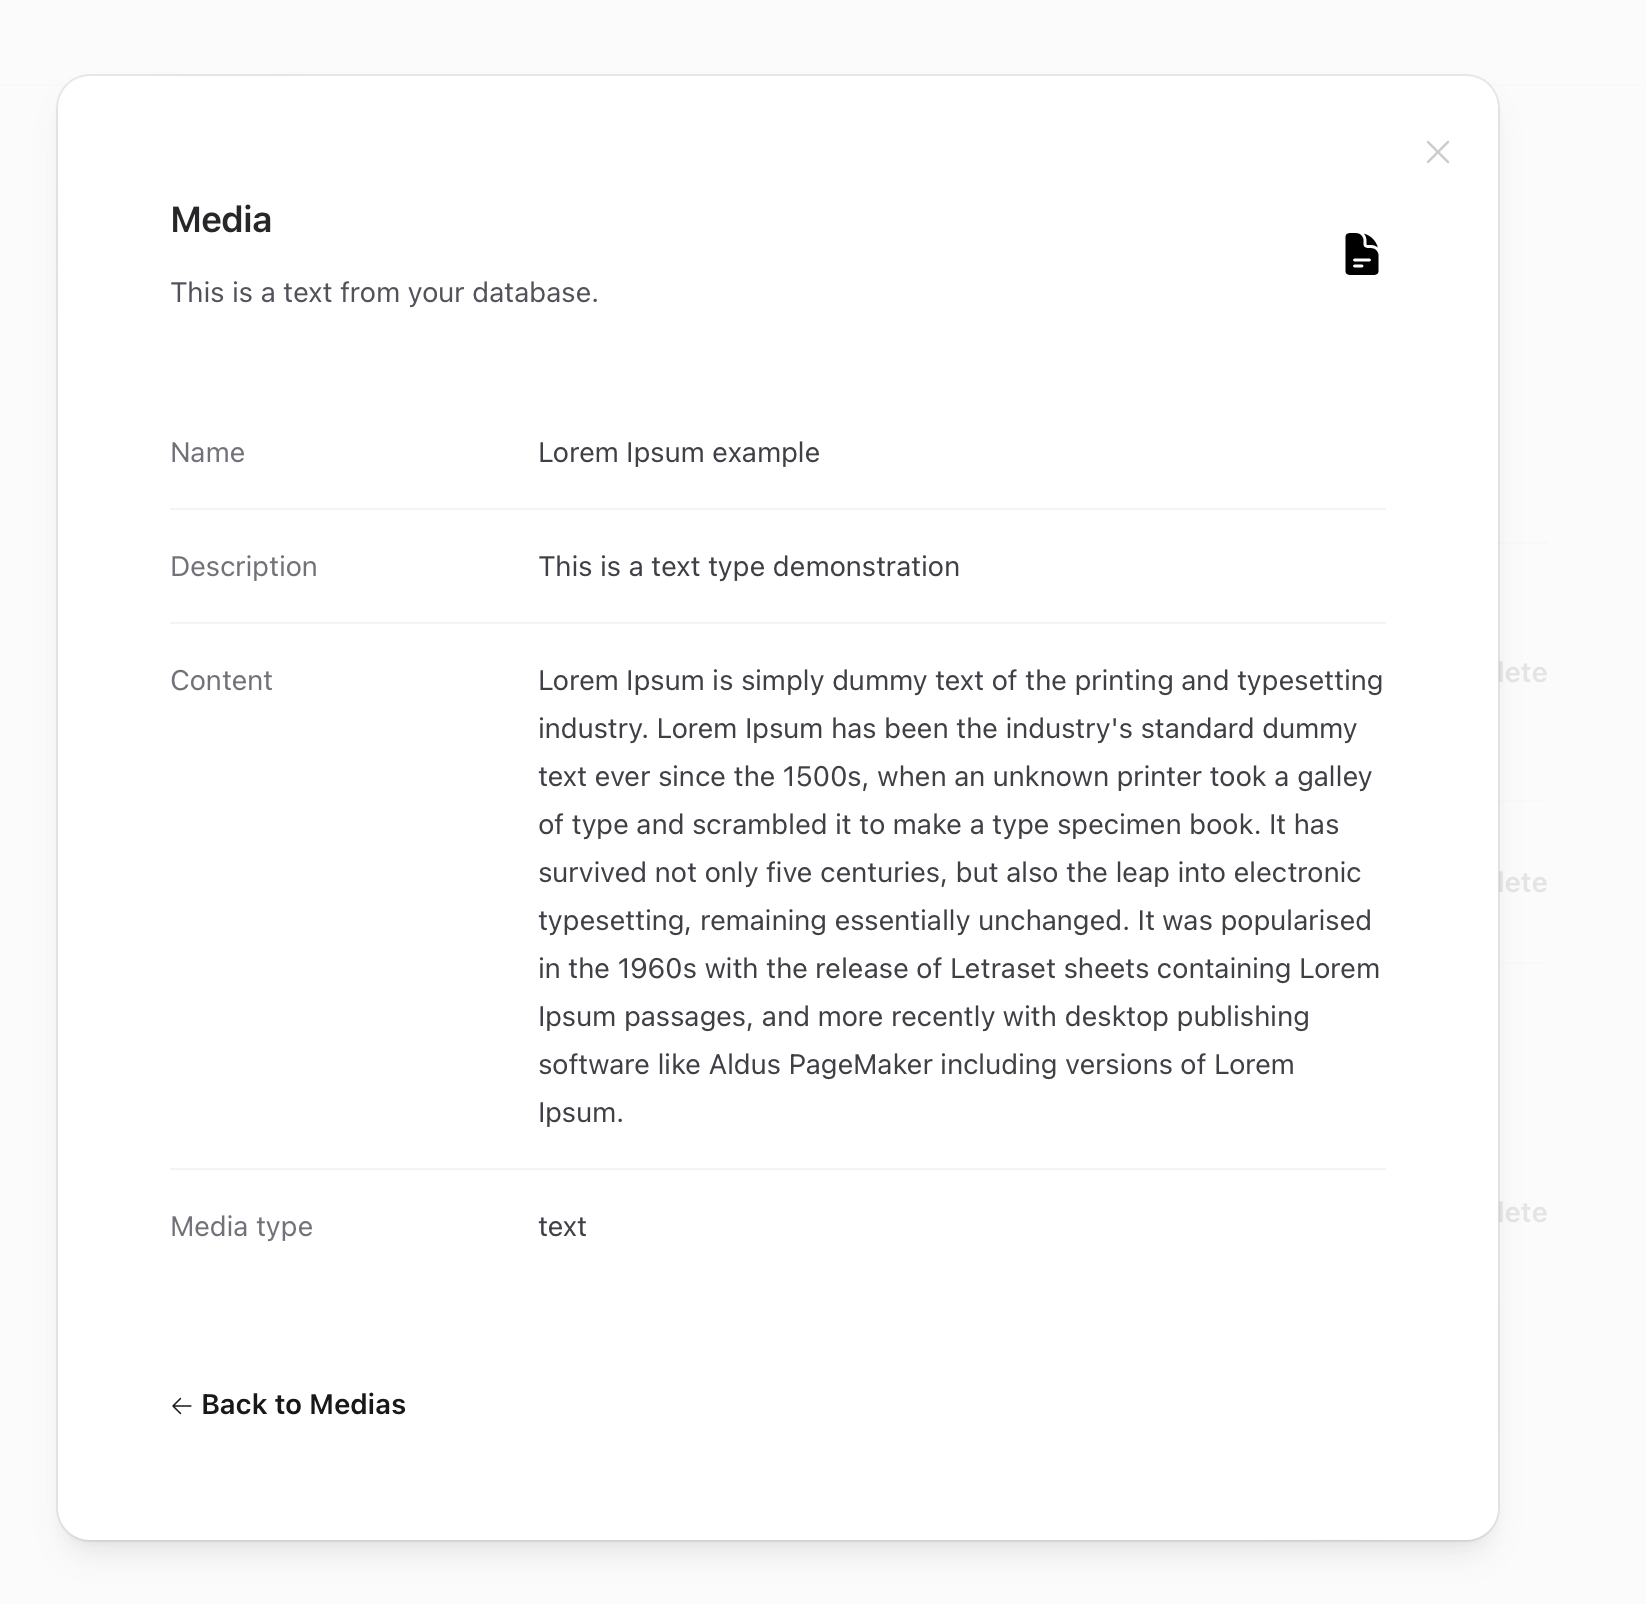 Media
This is a text from your database.
Name
Lorem Ipsum example
Description
This is a text type demonstration
Content
Lorem Ipsum is simply dummy text of the printing and typesetting
industry. Lorem Ipsum has been the industry's standard dummy
text ever since the 1500s, when an unknown printer took a galley
of type and scrambled it to make a type specimen book. It has
survived not only five centuries, but also the leap into electronic
typesetting, remaining essentially unchanged. It was popularised
in the 1960s with the release of Letraset sheets containing Lorem
Ipsum passages, and more recently with desktop publishing
software like Aldus PageMaker including versions of Lorem
Ipsum.
Media type
text
← Back to Medias